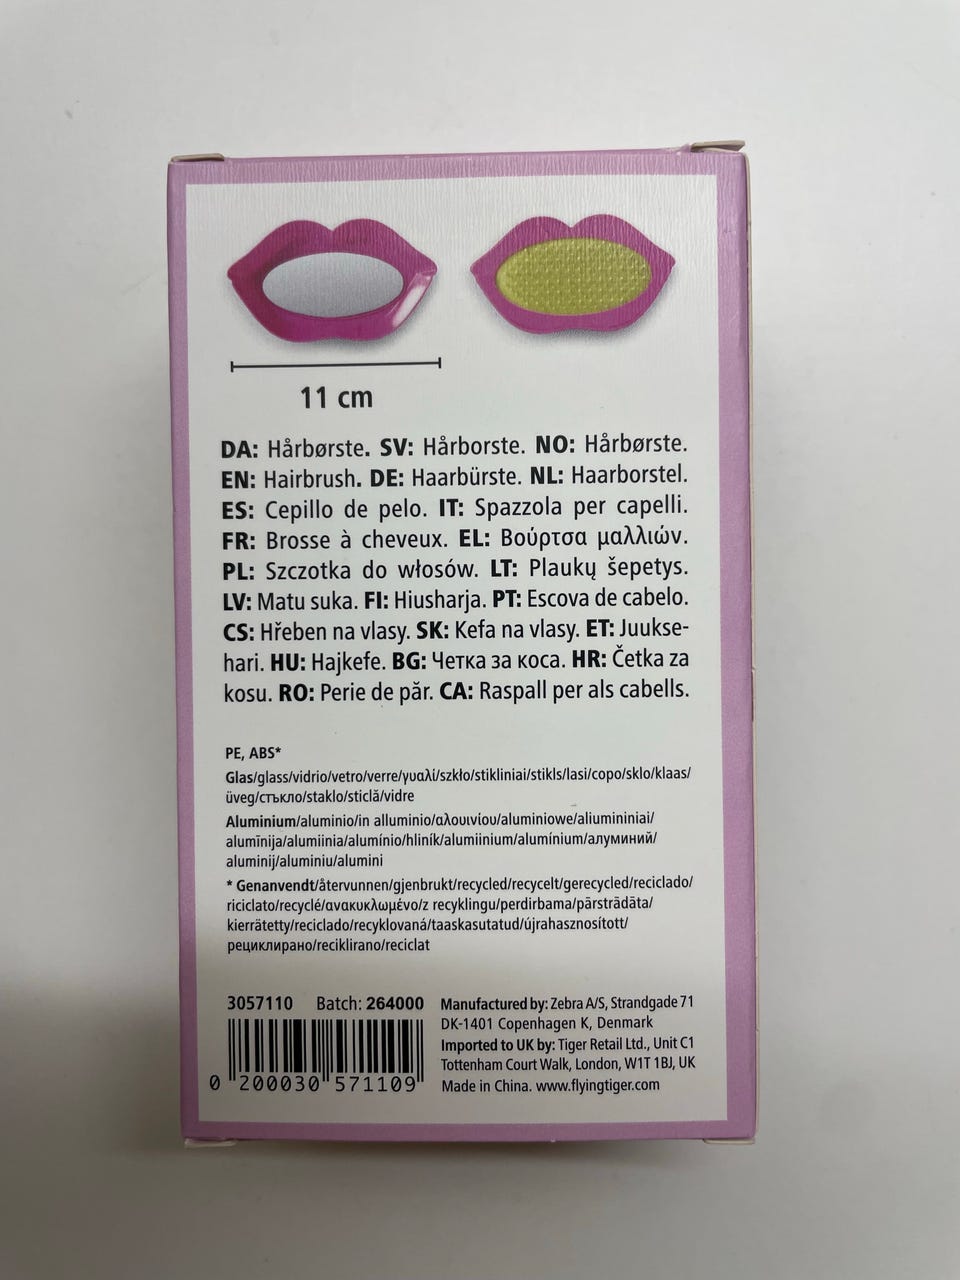 11 cm
DA: Hårbørste. SV: Hårborste. NO: Hårbørste.
EN: Hairbrush. DE: Haarbürste. NL: Haarborstel.
ES: Cepillo de pelo. IT: Spazzola per capelli.
FR: Brosse à cheveux. EL: Βούρτσα μαλλιών.
PL: Szczotka do włosów. LT: Plaukų šepetys.
LV: Matu suka. FI: Hiusharja. PT: Escova de cabelo.
CS: Hřeben na vlasy. SK: Kefa na vlasy. ET: Juukse-
hari. HU: Hajkefe. BG: Четка за коса. HR: Četka za
kosu. RO: Perie de păr. CA: Raspall per als cabells.
PE, ABS*
Glas/glass/vidrio/vetro/verre/γυαλί/szkło/stikliniai/stikls/lasi/copo/sklo/klaas/
üveg/стъкло/staklo/sticlă/vidre
Aluminium/aluminio/in alluminio/αλουινίου/aluminiowe/aliumininiai/
alumīnija/alumiinia/alumínio/hliník/alumiinium/alumínium/алуминий/
aluminij/aluminiu/alumini
* Genanvendt/återvunnen/gjenbrukt/recycled/recycelt/gerecycled/reciclado/
riciclato/recyclé/ανακυκλωμένο/z recyklingu/perdirbama/pārstrādāta/
kierrätetty/reciclado/recyklovaná/taaskasutatud/újrahasznosított/
рециклирано/reciklirano/reciclat
3057110 Batch: 264000
0 200030 571109
Manufactured by: Zebra A/S, Strandgade 71
DK-1401 Copenhagen K, Denmark
Imported to UK by: Tiger Retail Ltd., Unit C1
Tottenham Court Walk, London, W1T 1BJ, UK
Made in China. www.flyingtiger.com